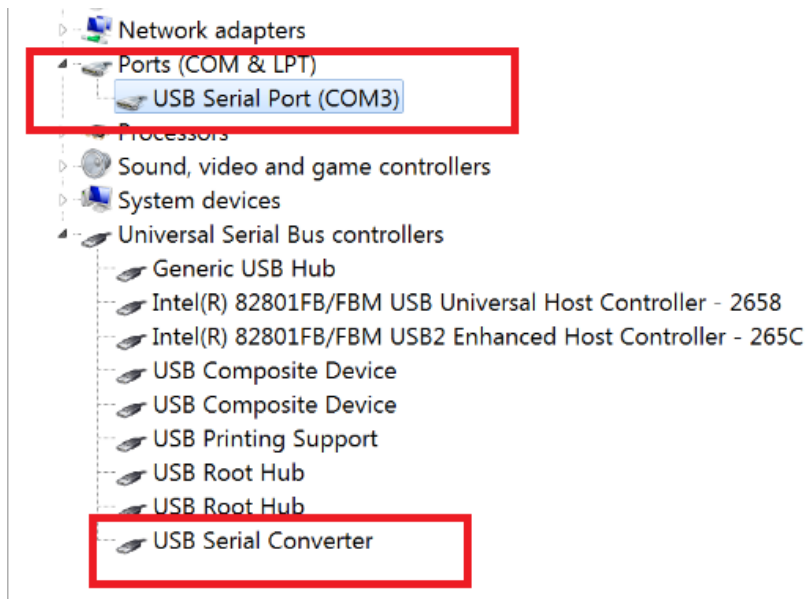 Network adapters
Ports (COM & LPT)
USB Serial Port (COM3)
Processors
Sound, video and game controllers
System devices
Universal Serial Bus controllers
Generic USB Hub
Intel(R) 82801FB/FBM USB Universal Host Controller - 2658
Intel(R) 82801FB/FBM USB2 Enhanced Host Controller - 265C
USB Composite Device
USB Composite Device
USB Printing Support
USB Root Hub
USB Root Hub
USB Serial Converter